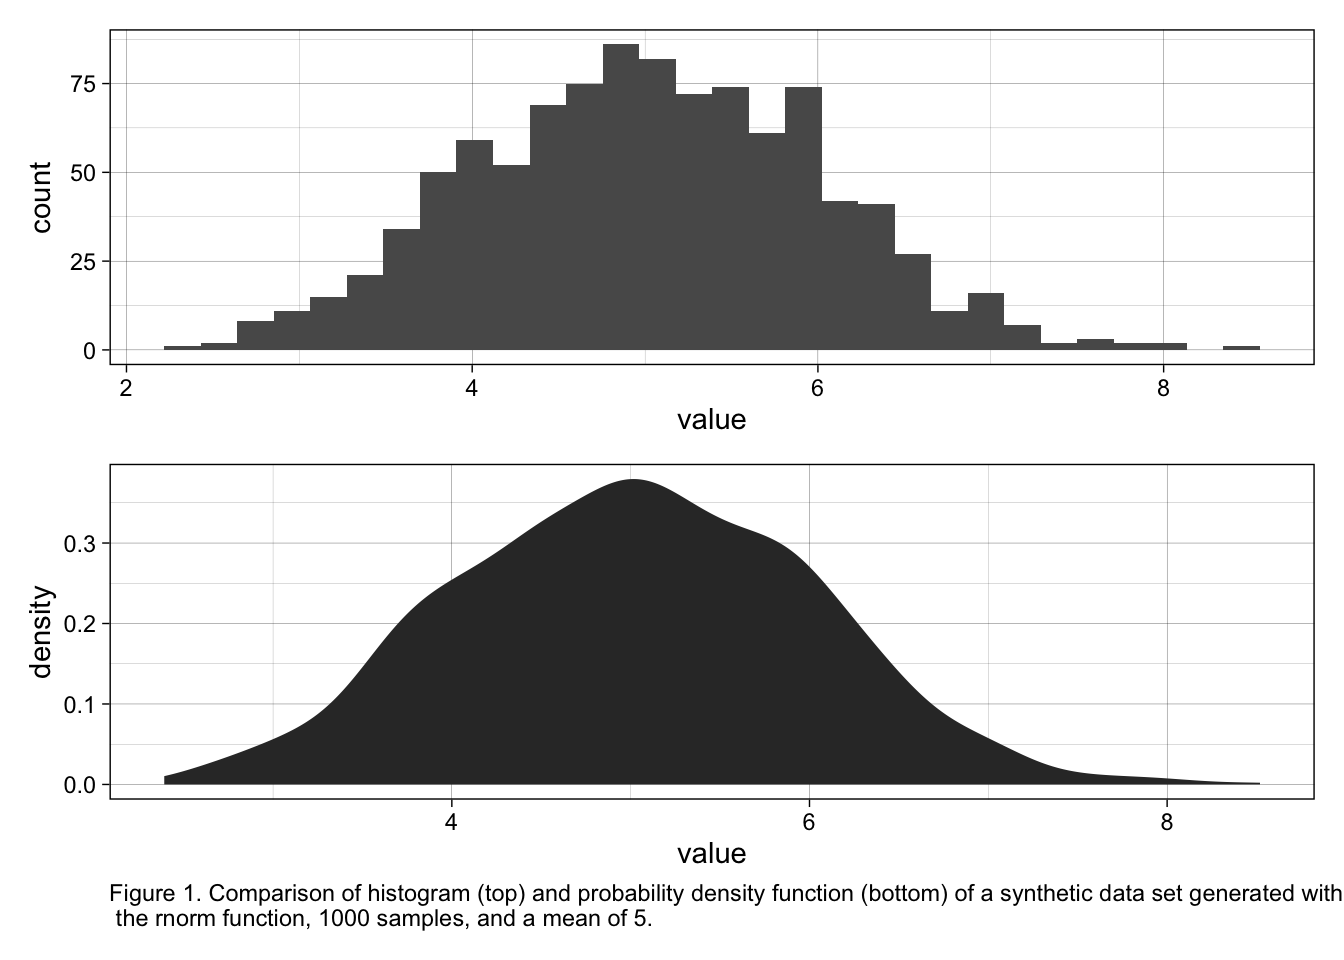 75
50
25
0
count
2 4 6 8
value
0.3
0.2
0.1
0.0
density
4 6 8
value
Figure 1. Comparison of histogram (top) and probability density function (bottom) of a synthetic data set generated with
the rnorm function, 1000 samples, and a mean of 5.